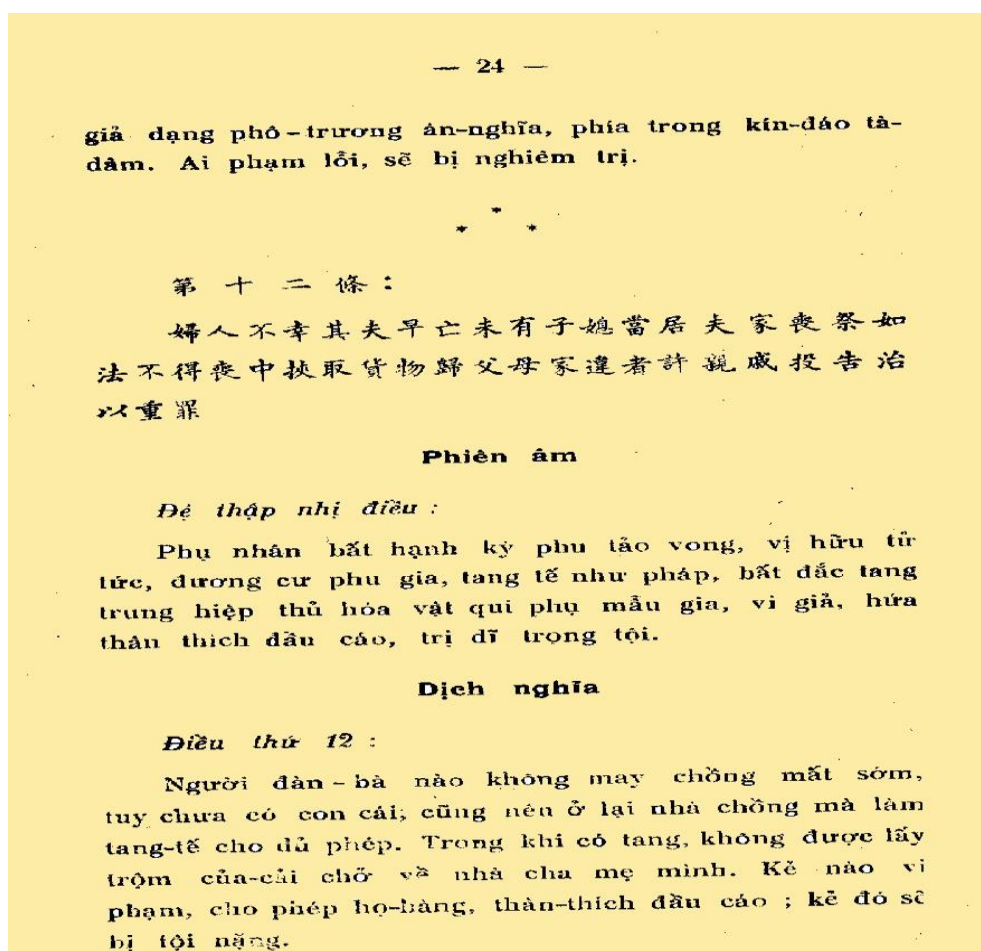 — 24 —
giả dạng phô-trương ân-nghĩa, phía trong kín-đáo tà-
dâm. Ai phạm lỗi, sẽ bị nghiêm trị.
*
* *
第十二條：
婦人不幸其夫早亡未有子媳當居夫家喪祭如
法不得喪中挾取貨物歸父母家違者許親戚投告治
以重罪
Phiên âm
Đệ thập nhị điều :
Phụ nhân bất hạnh kỳ phu tảo vong, vị hữu tử
tức, đương cư phu gia, tang tế như pháp, bất đắc tang
trung hiệp thủ hóa vật qui phụ mẫu gia, vi giả, hứa
thân thích đầu cáo, trị dĩ trọng tội.
Dịch nghĩa
Điều thứ 12 :
Người đàn-bà nào không may chồng mất sớm,
tuy chưa có con cái, cũng nên ở lại nhà chồng mà làm
tang-tế cho đủ phép. Trong khi có tang, không được lấy
trộm của-cải chở về nhà cha mẹ mình. Kẻ nào vi
phạm, cho phép họ-hàng, thân-thích đầu cáo ; kẻ đó sẽ
bị tội nặng.